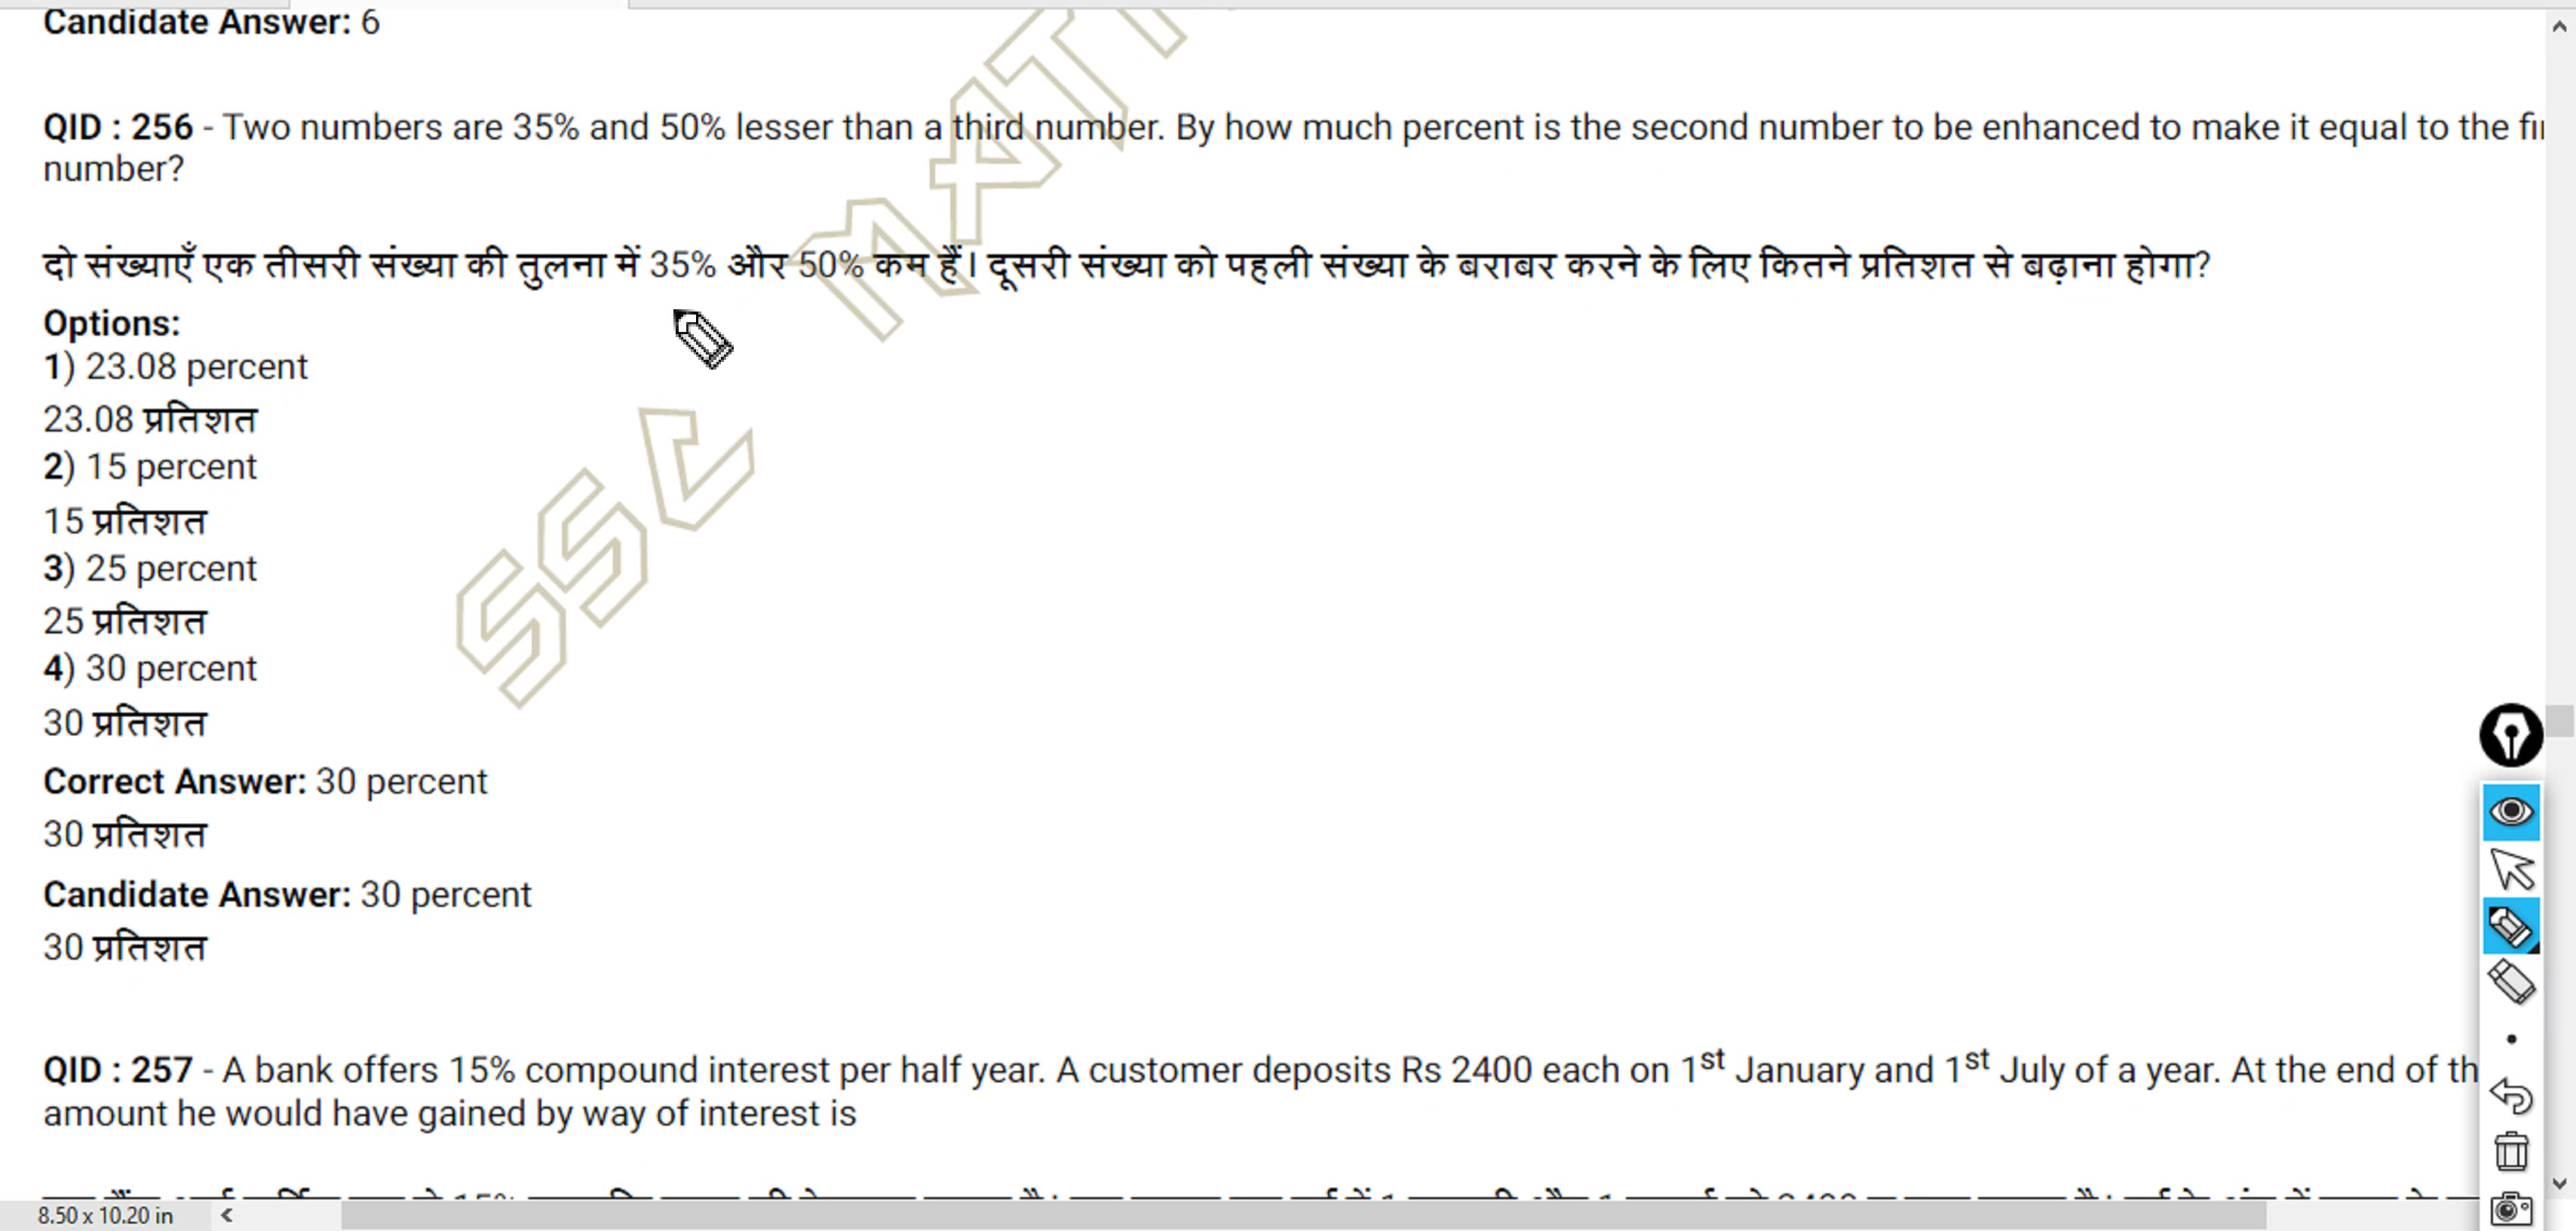 Candidate Answer: 6
QID : 256 - Two numbers are 35% and 50% lesser than a third number. By how much percent is the second number to be enhanced to make it equal to the
number?
दो संख्याएँ एक तीसरी संख्या की तुलना में 35% और 50% कम हैं। दूसरी संख्या को पहली संख्या के बराबर करने के लिए कितने प्रतिशत से बढ़ाना होगा?
Options:
1) 23.08 percent
23.08 प्रतिशत
2) 15 percent
15 प्रतिशत
3) 25 percent
25 प्रतिशत
4) 30 percent
30 प्रतिशत
Correct Answer: 30 percent
30 प्रतिशत
Candidate Answer: 30 percent
30 प्रतिशत
SSC MAT
QID : 257 - A bank offers 15% compound interest per half year. A customer deposits Rs 2400 each on 1st January and 1st July of a year. At the end of
amount he would have gained by way of interest is
8.50 x 10.20 in